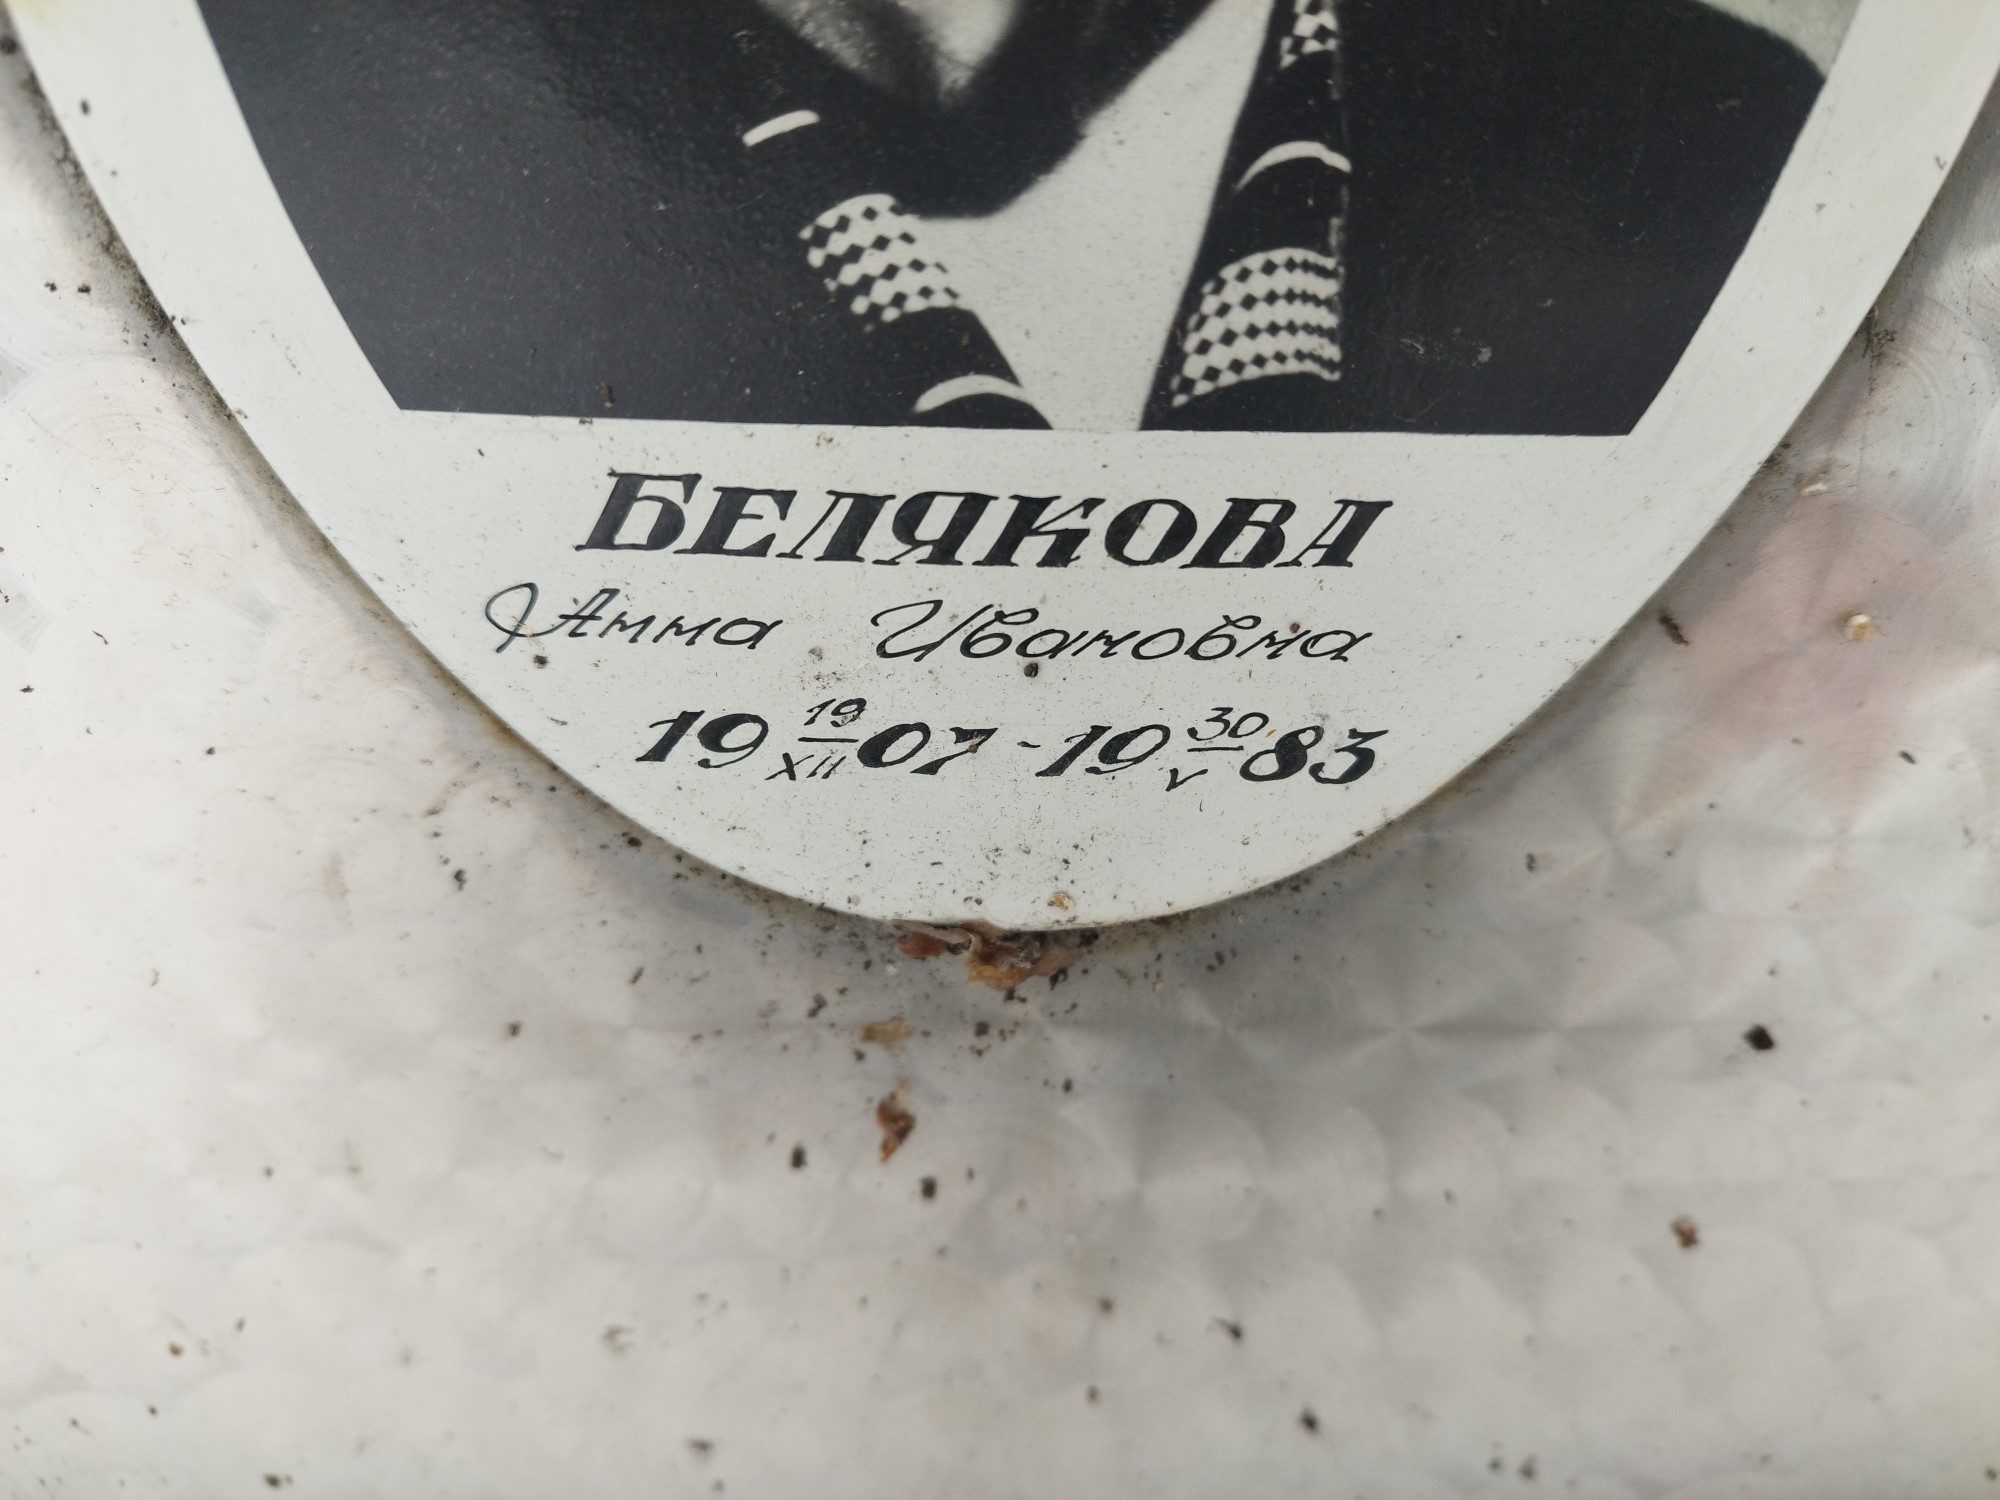 БЕЛЯКОВА
Анна Ивановна
19 19/XII 07 - 19 30/V 83